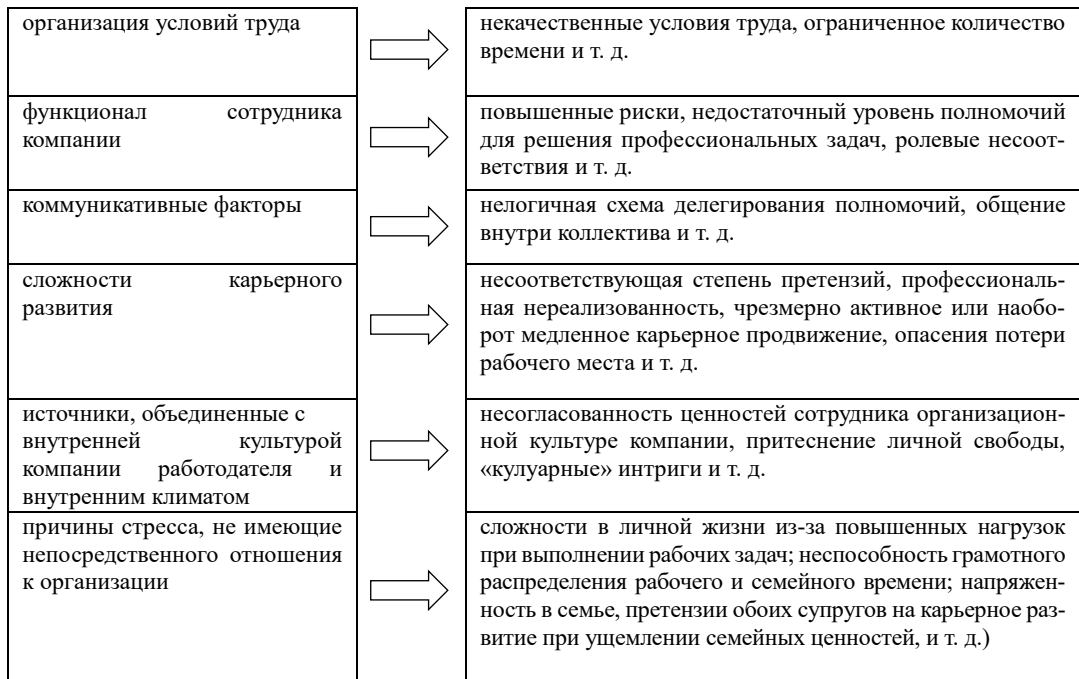 организация условий труда
некачественные условия труда, ограниченное количество
времени и т. д.
функционал сотрудника
компании
повышенные риски, недостаточный уровень полномочий
для решения профессиональных задач, ролевые несоот-
ветствия и т. д.
коммуникативные факторы
нелогичная схема делегирования полномочий, общение
внутри коллектива и т. д.
сложности карьерного
развития
несоответствующая степень претензий, профессиональ-
ная нереализованность, чрезмерно активное или наобо-
рот медленное карьерное продвижение, опасения потери
рабочего места и т. д.
источники, объединенные с
внутренней культурой
компании работодателя и
внутренним климатом
несогласованность ценностей сотрудника организацион-
ной культуре компании, притеснение личной свободы,
«кулуарные» интриги и т. д.
причины стресса, не имеющие
непосредственного отношения
к организации
сложности в личной жизни из-за повышенных нагрузок
при выполнении рабочих задач; неспособность грамотного
распределения рабочего и семейного времени; напряжен-
ность в семье, претензии обоих супругов на карьерное раз-
витие при ущемлении семейных ценностей, и т. д.)